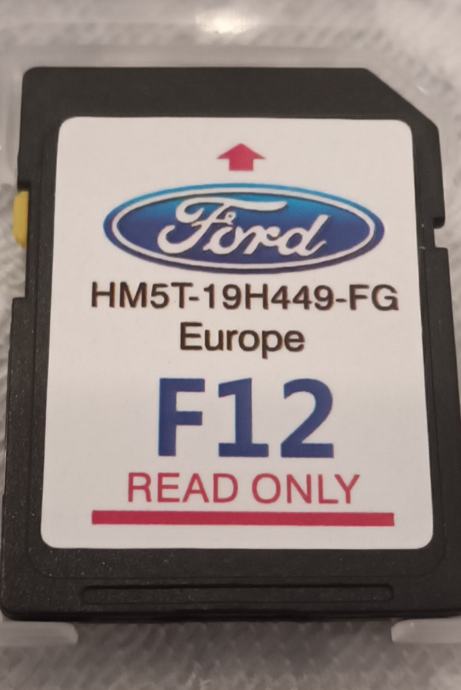 Ford
HM5T-19H449-FG
Europe
F12
READ ONLY